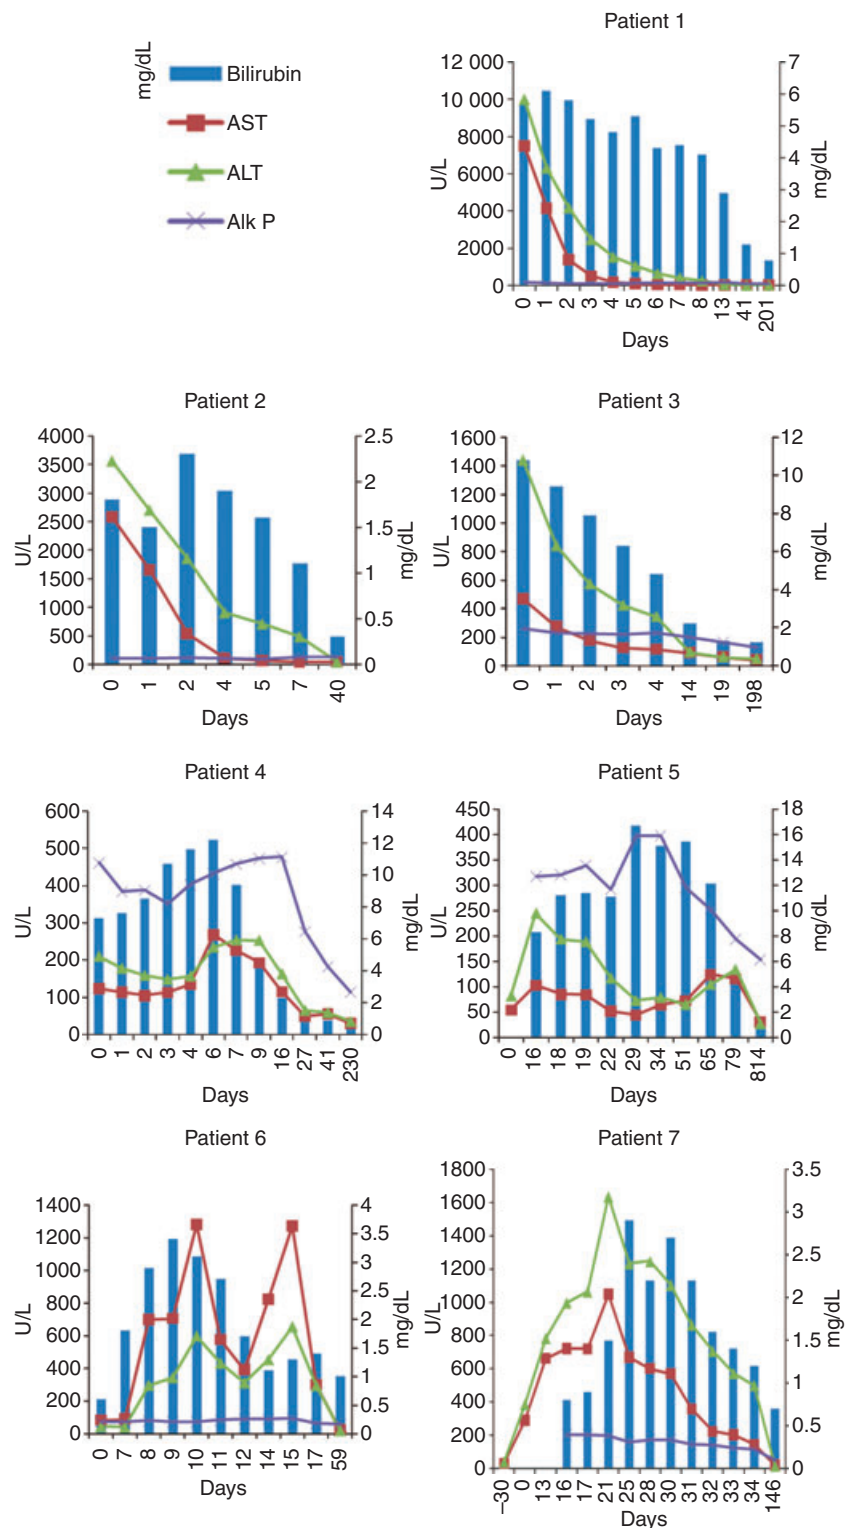 Patient 1
mg/dL
Bilirubin
AST
ALT
Alk P
12 000
10 000
8000
6000
4000
2000
0
U/L
7
6
5
4
3
2
1
0
mg/dL
0 1 2 3 4 5 6 7 8 13 41 201
Days
Patient 2
4000
3500
3000
2500
2000
1500
1000
500
0
U/L
2.5
2
1.5
1
0.5
0
mg/dL
0 1 2 4 5 7 40
Days
Patient 3
1600
1400
1200
1000
800
600
400
200
0
U/L
12
10
8
6
4
2
0
mg/dL
0 1 2 3 4 14 19 198
Days
Patient 4
600
500
400
300
200
100
0
U/L
14
12
10
8
6
4
2
0
mg/dL
0 1 2 3 4 6 7 9 16 27 41 230
Days
Patient 5
450
400
350
300
250
200
150
100
50
0
U/L
18
16
14
12
10
8
6
4
2
0
mg/dL
0 16 18 19 22 29 34 51 65 79 814
Days
Patient 6
1400
1200
1000
800
600
400
200
0
U/L
4
3.5
3
2.5
2
1.5
1
0.5
0
mg/dL
0 7 8 9 10 11 12 14 15 17 59
Days
Patient 7
1800
1600
1400
1200
1000
800
600
400
200
0
U/L
3.5
3
2.5
2
1.5
1
0.5
0
mg/dL
–30 0 13 16 17 21 25 28 30 31 32 33 34 146
Days